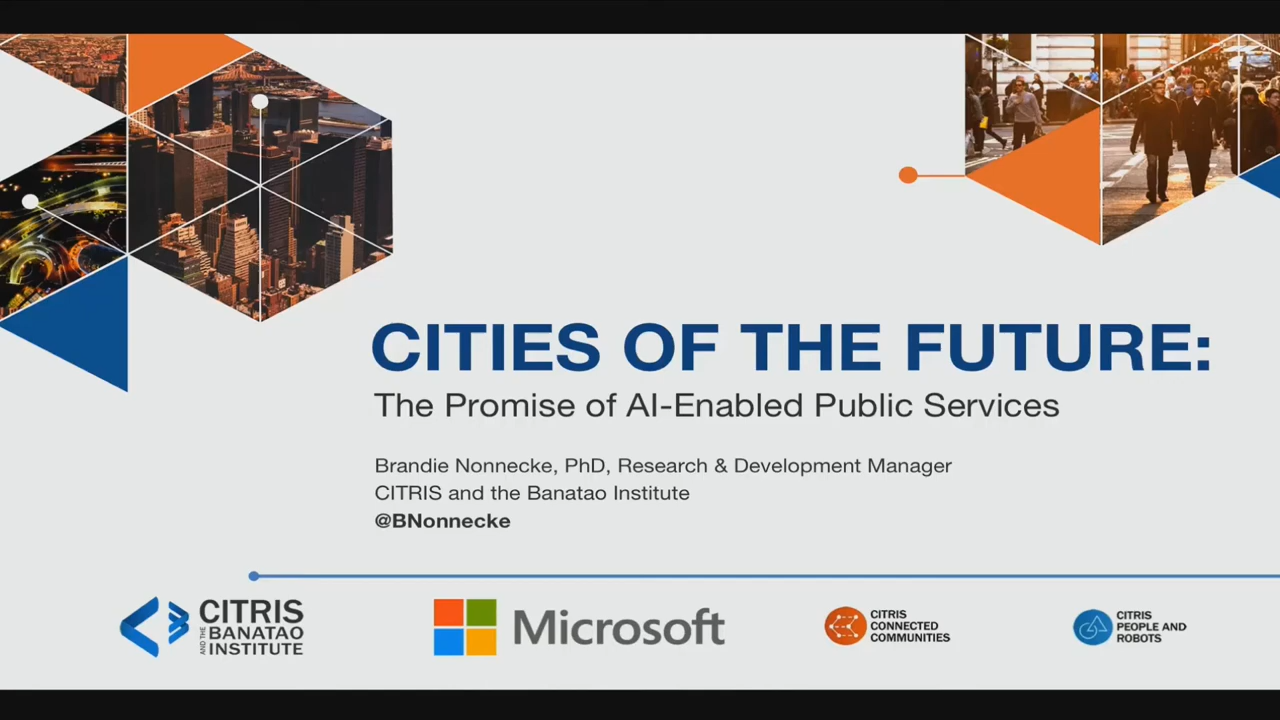 CITIES OF THE FUTURE:
The Promise of AI-Enabled Public Services
Brandie Nonnecke, PhD, Research & Development Manager
CITRIS and the Banatao Institute
@BNonnecke
CITRIS
AND THE
BANATAO
INSTITUTE
Microsoft
CITRIS
CONNECTED
COMMUNITIES
CITRIS
PEOPLE AND
ROBOTS